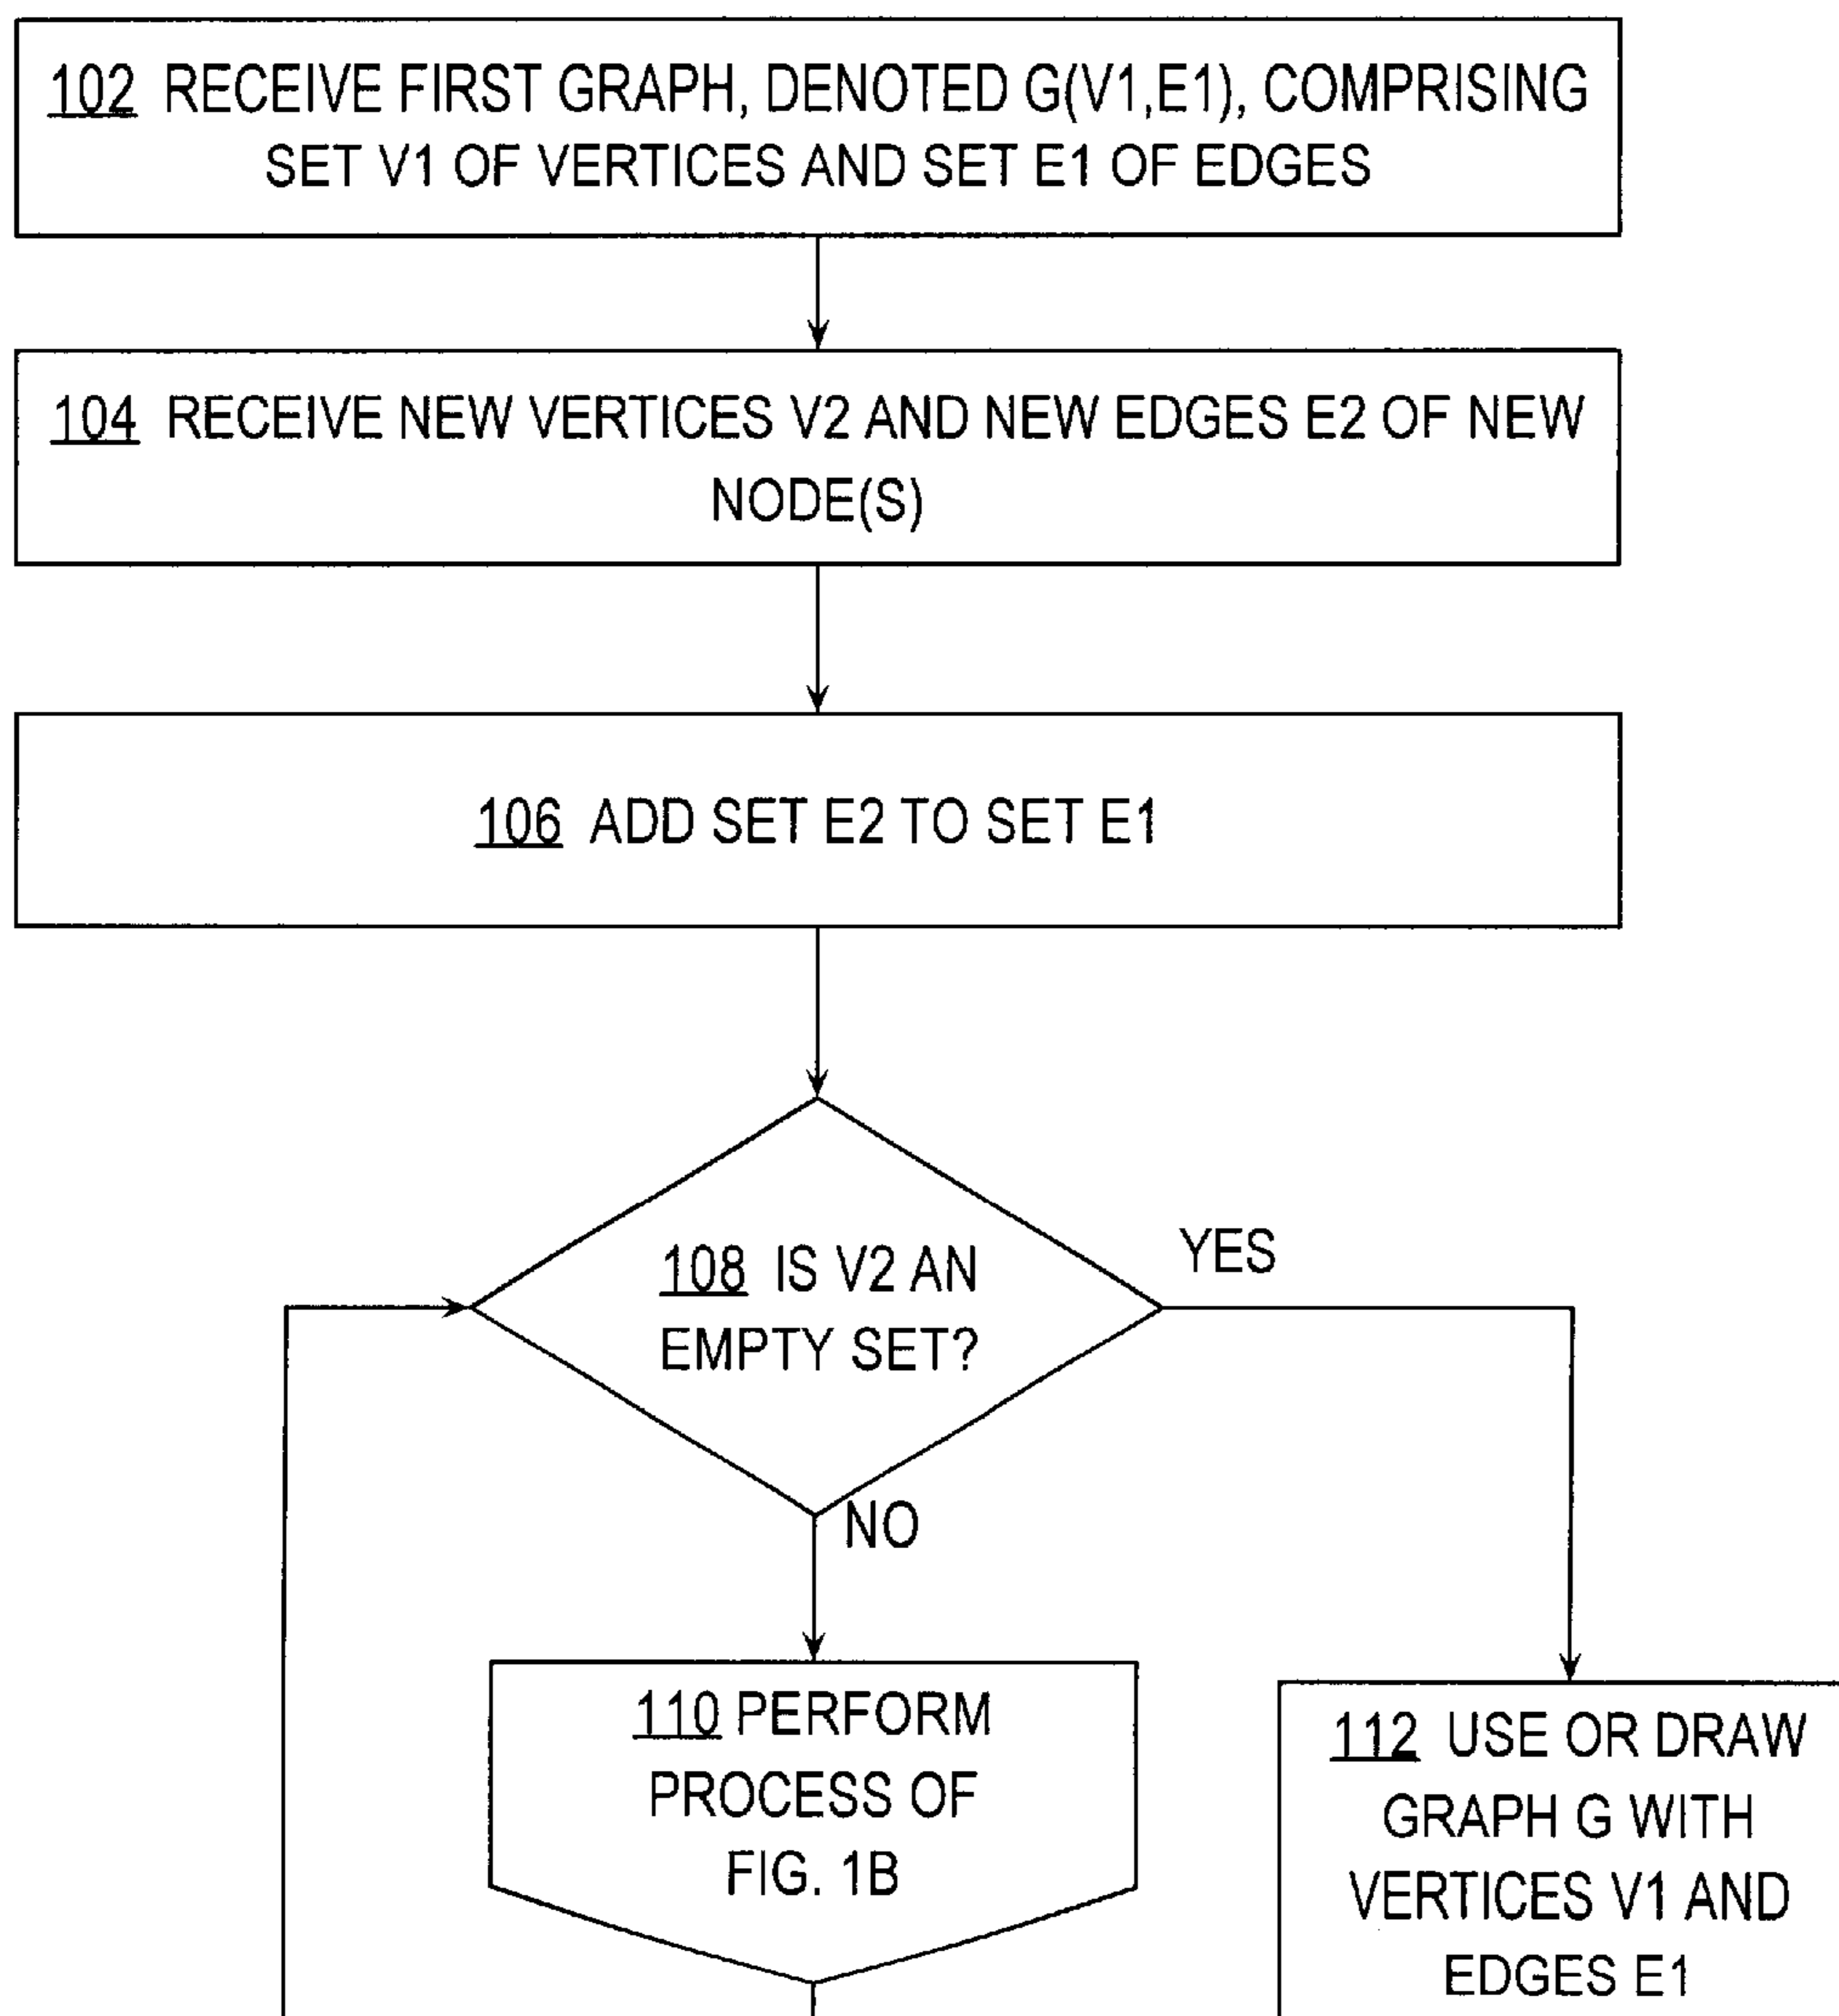 102 RECEIVE FIRST GRAPH, DENOTED G(V1,E1), COMPRISING
SET V1 OF VERTICES AND SET E1 OF EDGES
104 RECEIVE NEW VERTICES V2 AND NEW EDGES E2 OF NEW
NODE(S)
106 ADD SET E2 TO SET E1
108 IS V2 AN
EMPTY SET?
YES
NO
110 PERFORM
PROCESS OF
FIG. 1B
112 USE OR DRAW
GRAPH G WITH
VERTICES V1 AND
EDGES E1